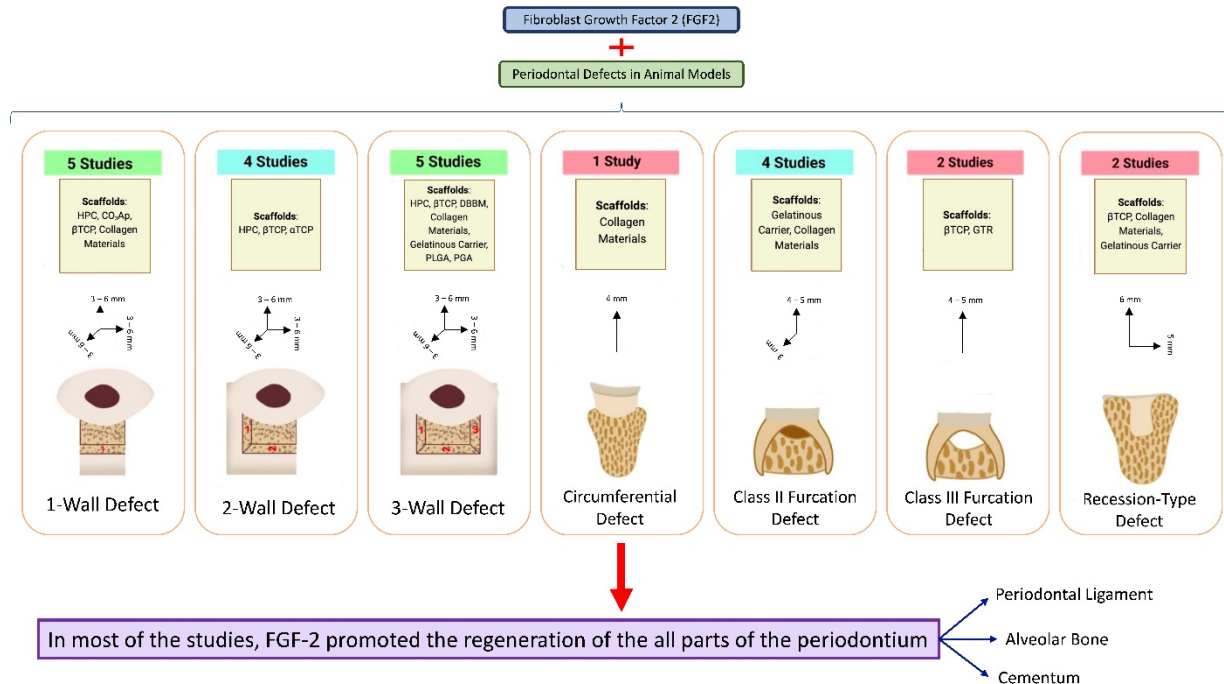 Fibroblast Growth Factor 2 (FGF2)
+
Periodontal Defects in Animal Models
5 Studies
Scaffolds:
HPC, CO₃Ap,
βTCP, Collagen
Materials
3 – 6 mm
3 – 6 mm
3 – 6 mm
1
1-Wall Defect
4 Studies
Scaffolds:
HPC, βTCP, αTCP
3 – 6 mm
3 – 6 mm
3 – 6 mm
1
2
2-Wall Defect
5 Studies
Scaffolds:
HPC, βTCP, DBBM,
Collagen
Materials,
Gelatinous Carrier,
PLGA, PGA
3 – 6 mm
3 – 6 mm
3 – 6 mm
1
2
3
3-Wall Defect
1 Study
Scaffolds:
Collagen
Materials
4 mm
Circumferential
Defect
4 Studies
Scaffolds:
Gelatinous
Carrier, Collagen
Materials
4 – 5 mm
3 mm
Class II Furcation
Defect
2 Studies
Scaffolds:
βTCP, GTR
4 – 5 mm
Class III Furcation
Defect
2 Studies
Scaffolds:
βTCP, Collagen
Materials,
Gelatinous Carrier
6 mm
5 mm
Recession-Type
Defect
In most of the studies, FGF-2 promoted the regeneration of the all parts of the periodontium
Periodontal Ligament
Alveolar Bone
Cementum